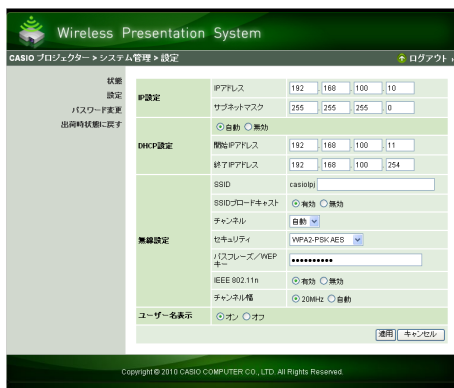 Wireless Presentation System
CASIO プロジェクター > システム管理 > 設定
ログアウト
状態
設定
パスワード変更
出荷時状態に戻す
IP設定
IPアドレス 192 . 168 . 100 . 10
サブネットマスク 255 . 255 . 255 . 0
DHCP設定
自動 無効
開始IPアドレス 192 . 168 . 100 . 11
終了IPアドレス 192 . 168 . 100 . 254
無線設定
SSID casiolpj
SSIDブロードキャスト 有効 無効
チャンネル 自動
セキュリティ WPA2-PSK AES
パスフレーズ/WEP
キー ••••••••••
IEEE 802.11n 有効 無効
チャンネル幅 20MHz 自動
ユーザー名表示 オン オフ
適用 キャンセル
Copyright © 2010 CASIO COMPUTER CO., LTD. All Rights Reserved.